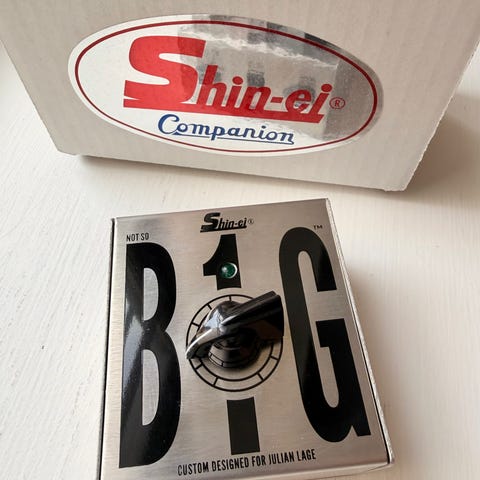 Shin-ei®
Companion
Shin-ei®
NOT SO
B1G™
CUSTOM DESIGNED FOR JULIAN LAGE